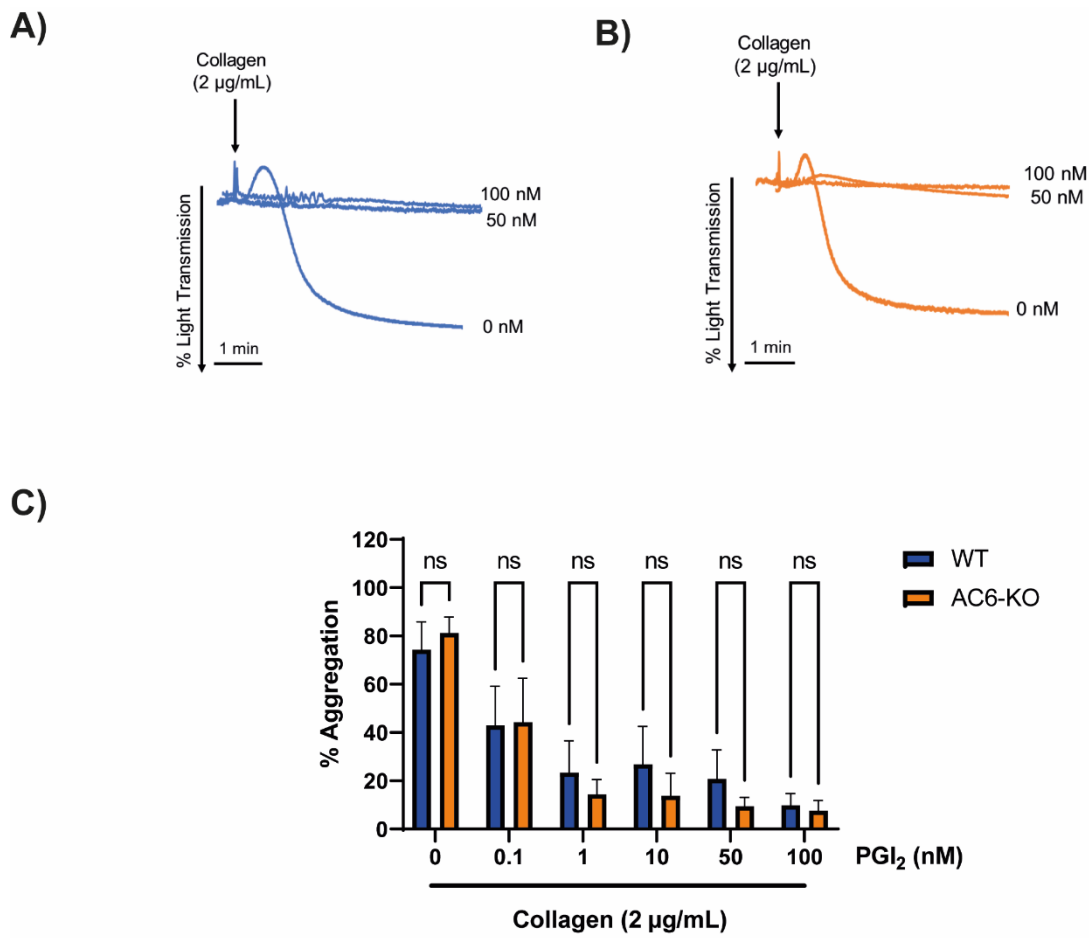 A)
Collagen
(2 µg/mL)
% Light Transmission
100 nM
50 nM
0 nM
1 min
B)
Collagen
(2 µg/mL)
% Light Transmission
100 nM
50 nM
0 nM
1 min
C)
% Aggregation
120
100
80
60
40
20
0
ns ns ns ns ns ns
WT
AC6-KO
0 0.1 1 10 50 100 PGI₂ (nM)
Collagen (2 µg/mL)